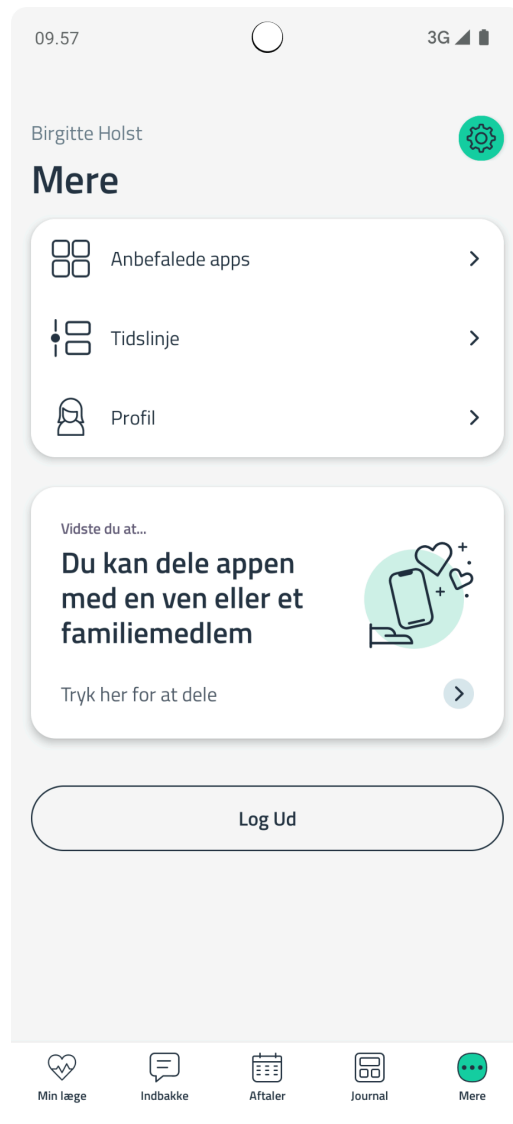 09.57
3G
Birgitte Holst
Mere
Anbefalede apps
Tidslinje
Profil
Vidste du at...
Du kan dele appen
med en ven eller et
familiemedlem
Tryk her for at dele
Log Ud
Min læge
Indbakke
Aftaler
Journal
Mere